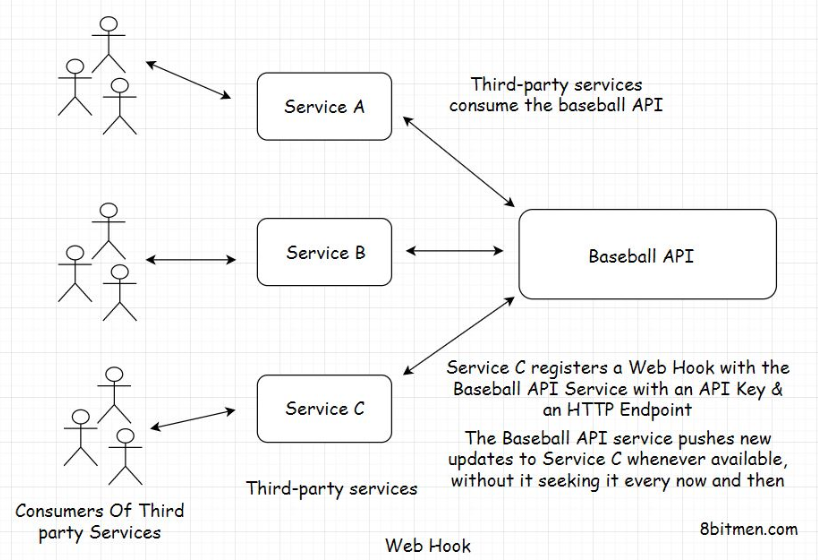 Service A
Third-party services
consume the baseball API
Service B
Baseball API
Service C
Service C registers a Web Hook with the
Baseball API Service with an API Key &
an HTTP Endpoint
The Baseball API service pushes new
updates to Service C whenever available,
without it seeking it every now and then
Third-party services
Consumers Of Third
party Services
8bitmen.com
Web Hook